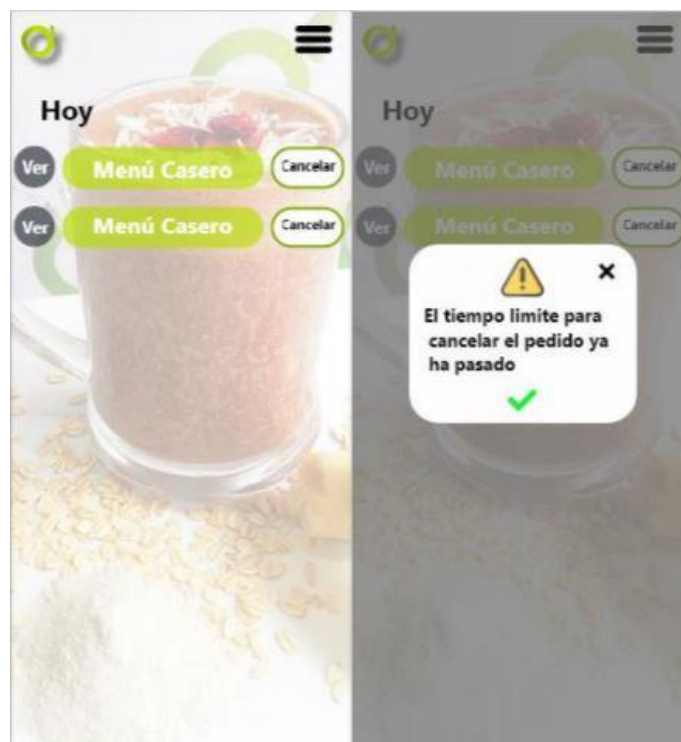 Hoy
Ver Menú Casero Cancelar
Ver Menú Casero Cancelar
Hoy
Ver Menú Casero Cancelar
Ver Menú Casero Cancelar
El tiempo limite para
cancelar el pedido ya
ha pasado